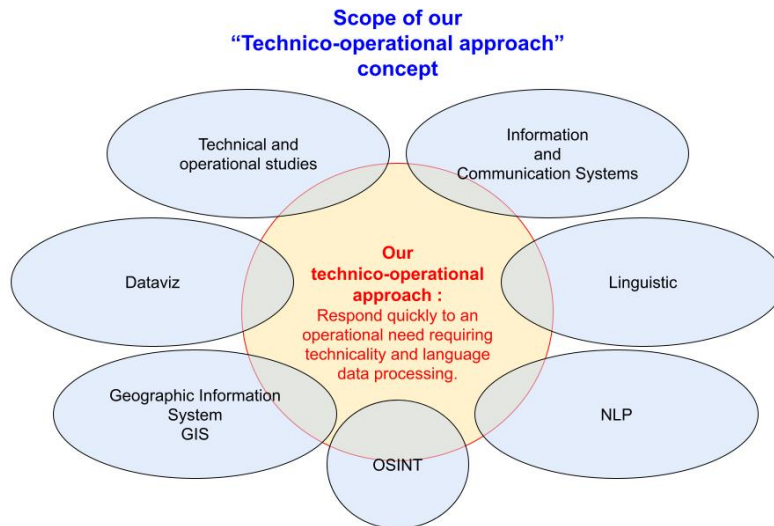 Scope of our
“Technico-operational approach”
concept
Technical and
operational studies
Information
and
Communication Systems
Dataviz
Our
technico-operational
approach :
Respond quickly to an
operational need requiring
technicality and language
data processing.
Linguistic
Geographic Information
System
GIS
OSINT
NLP